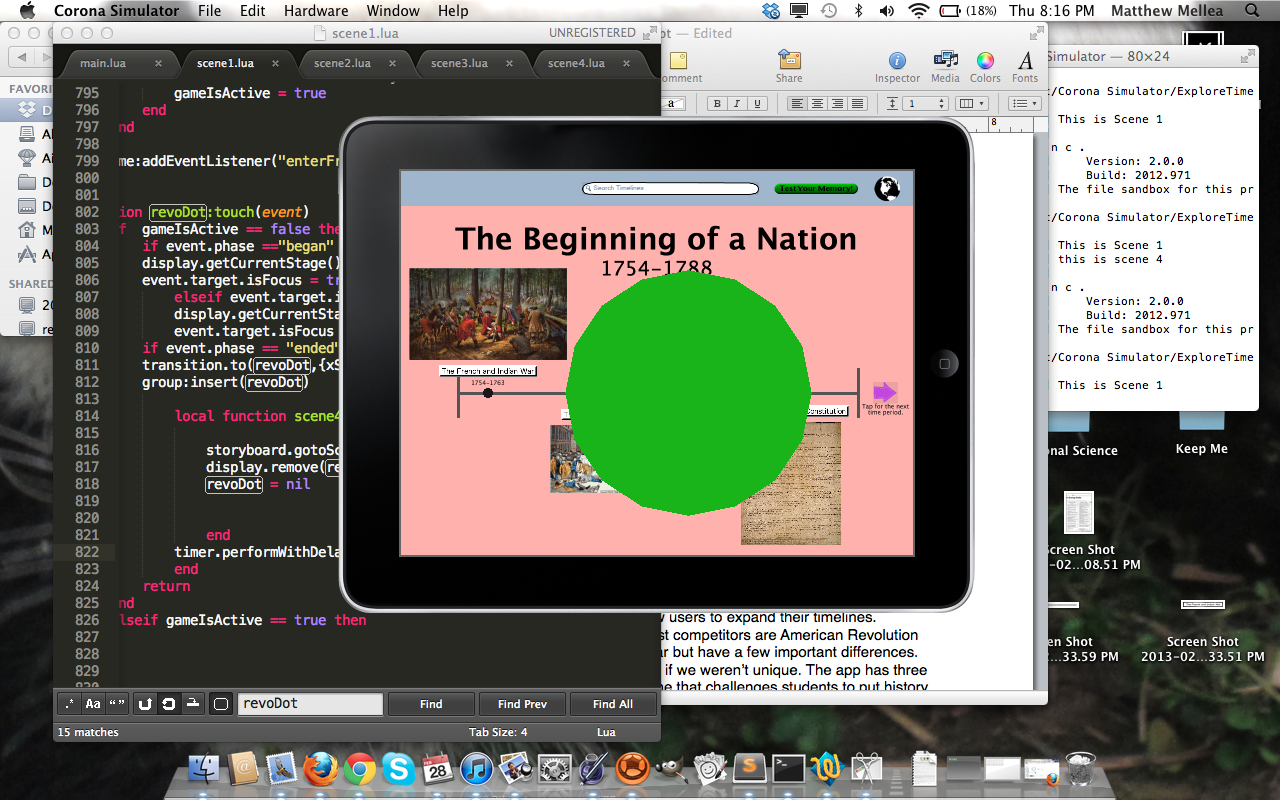 Corona Simulator File Edit Hardware Window Help
(18%) Thu 8:16 PM Matthew Mellea
scene1.lua UNREGISTERED
— Edited
Simulator — 80×24
main.lua scene1.lua scene2.lua scene3.lua scene4.lua
Share Inspector Media Colors Fonts
B I U a 1
8
FAVORI
SHARED
795 gameIsActive = true
796 end
797 nd
798
799 me:addEventListener("enterFr
800
801
802 ion revoDot:touch(event)
803 f gameIsActive == false the
804 if event.phase =="began"
805 display.getCurrentStage()
806 event.target.isFocus = tr
807 elseif event.target.i
808 display.getCurrentSta
809 event.target.isFocus
810 if event.phase == "ended"
811 transition.to(revoDot,{xS
812 group:insert(revoDot)
813
814 local function scene4
815
816 storyboard.gotoSc
817 display.remove(re
818 revoDot = nil
819
820
821 end
822 timer.performWithDela
823 end
824 return
825 nd
826 lseif gameIsActive == true then
827
828
829
Search Timelines
Test Your Memory!
The Beginning of a Nation
1754-1788
The French and Indian War
1754-1763
Constitution
Tap for the next
time period.
t/Corona Simulator/ExploreTime
This is Scene 1
n c .
Version: 2.0.0
Build: 2012.971
The file sandbox for this pr
t/Corona Simulator/ExploreTime
This is Scene 1
this is scene 4
n c .
Version: 2.0.0
Build: 2012.971
The file sandbox for this pr
t/Corona Simulator/ExploreTime
This is Scene 1
users to expand their timelines.
st competitors are American Revolution
ar but have a few important differences.
if we weren't unique. The app has three
e that challenges students to put history
onal Science
Keep Me
Screen Shot
-02...08.51 PM
en Shot
...33.59 PM
Screen Shot
2013-02...33.51 PM
.* Aa “ ” revoDot Find Find Prev Find All
15 matches Tab Size: 4 Lua
FEB
28